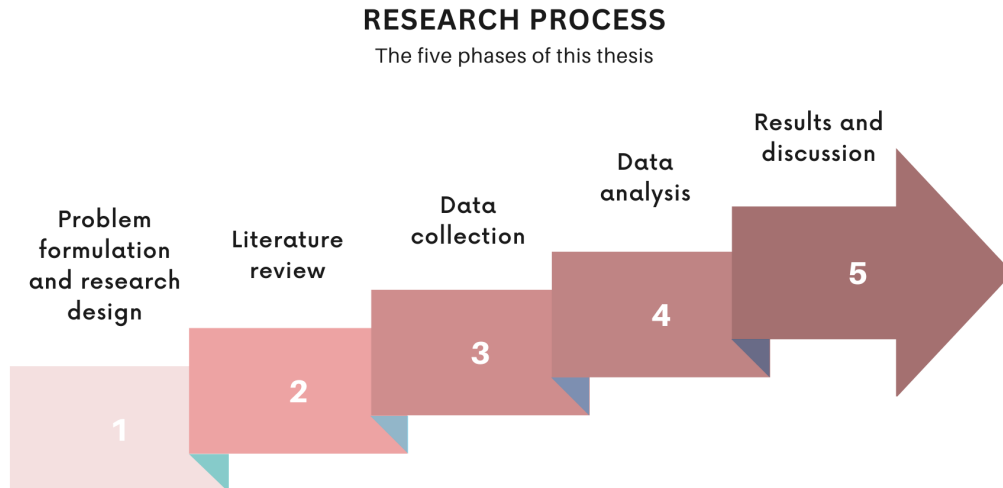 RESEARCH PROCESS
The five phases of this thesis
Problem
formulation
and research
design
1
Literature
review
2
Data
collection
3
Data
analysis
4
Results and
discussion
5